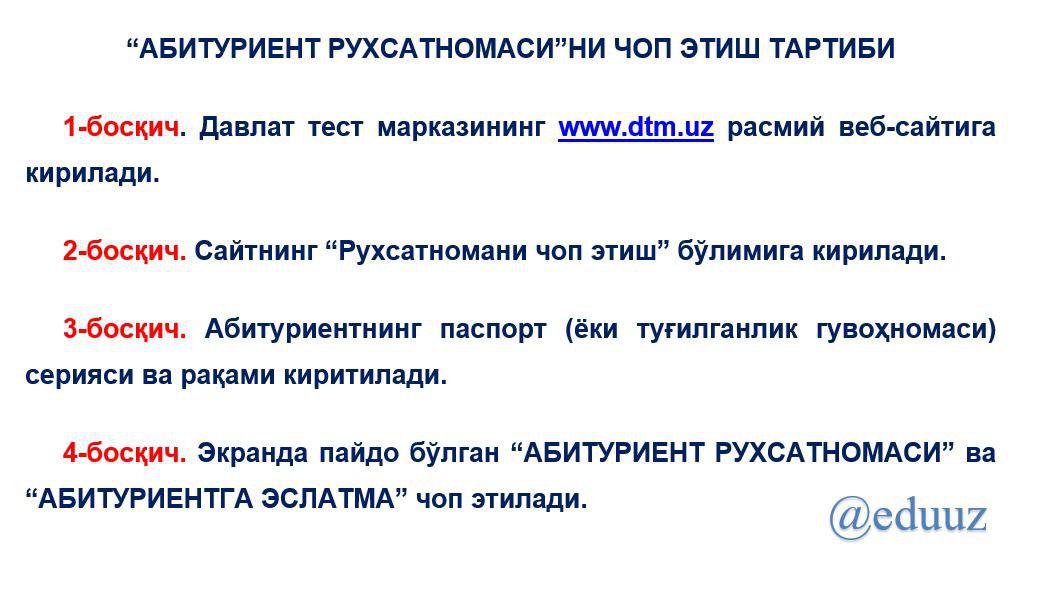 “АБИТУРИЕНТ РУХСАТНОМАСИ”НИ ЧОП ЭТИШ ТАРТИБИ
1-босқич. Давлат тест марказининг www.dtm.uz расмий веб-сайтига
кирилади.
2-босқич. Сайтнинг “Рухсатномани чоп этиш” бўлимига кирилади.
3-босқич. Абитуриентнинг паспорт (ёки туғилганлик гувоҳномаси)
серияси ва рақами киритилади.
4-босқич. Экранда пайдо бўлган “АБИТУРИЕНТ РУХСАТНОМАСИ” ва
“АБИТУРИЕНТГА ЭСЛАТМА” чоп этилади.
@eduuz